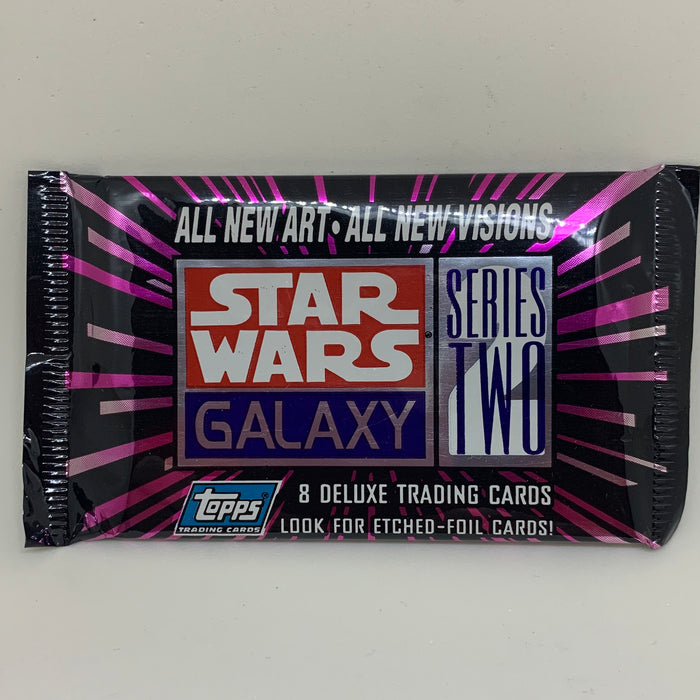 ALL NEW ART • ALL NEW VISIONS
STAR
WARS
GALAXY
SERIES
TWO
2
topps®
TRADING CARDS
8 DELUXE TRADING CARDS
LOOK FOR ETCHED-FOIL CARDS!